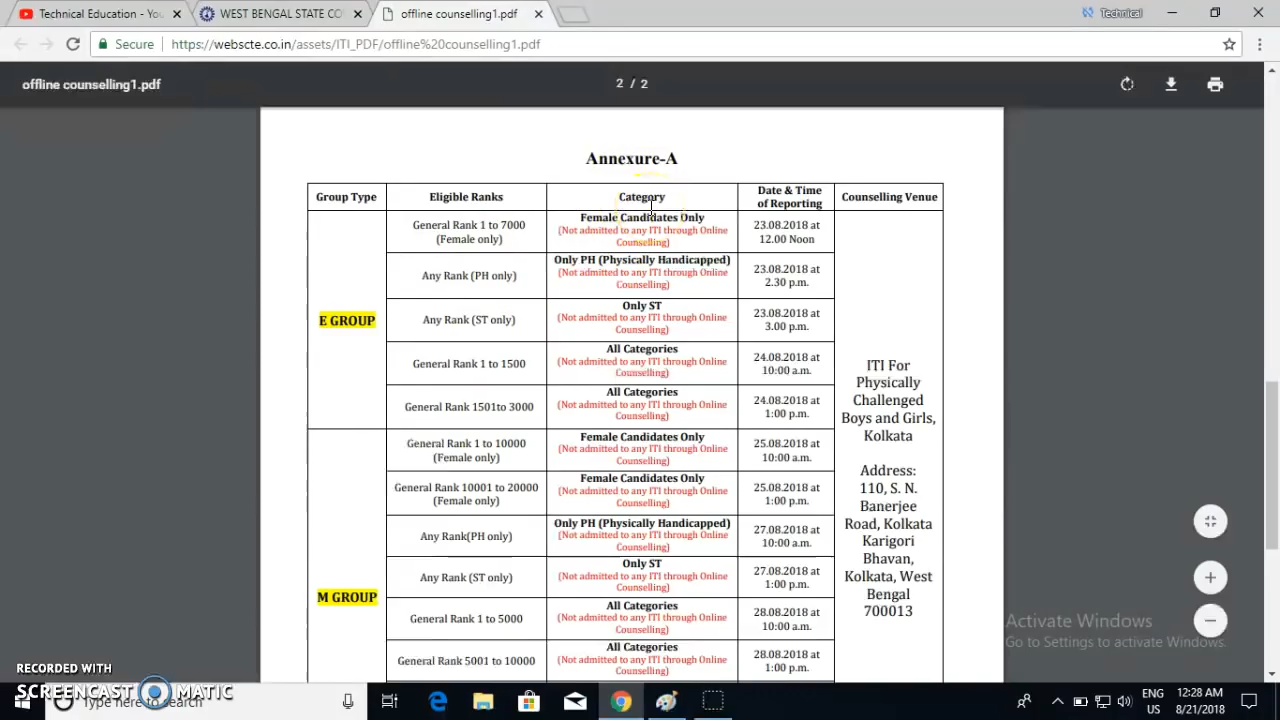 Technical Education - You
WEST BENGAL STATE CO
offline counselling1.pdf
Technical
Secure
https://webscte.co.in/assets/ITI_PDF/offline%20counselling1.pdf
offline counselling1.pdf
2 / 2
Annexure-A
Group Type
Eligible Ranks
Category
Date & Time
of Reporting
Counselling Venue
E GROUP
General Rank 1 to 7000
(Female only)
Female Candidates Only
(Not admitted to any ITI through Online
Counselling)
23.08.2018 at
12.00 Noon
Any Rank (PH only)
Only PH (Physically Handicapped)
(Not admitted to any ITI through Online
Counselling)
23.08.2018 at
2.30 p.m.
Any Rank (ST only)
Only ST
(Not admitted to any ITI through Online
Counselling)
23.08.2018 at
3.00 p.m.
General Rank 1 to 1500
All Categories
(Not admitted to any ITI through Online
Counselling)
24.08.2018 at
10:00 a.m.
General Rank 1501to 3000
All Categories
(Not admitted to any ITI through Online
Counselling)
24.08.2018 at
1:00 p.m.
M GROUP
General Rank 1 to 10000
(Female only)
Female Candidates Only
(Not admitted to any ITI through Online
Counselling)
25.08.2018 at
10:00 a.m.
General Rank 10001 to 20000
(Female only)
Female Candidates Only
(Not admitted to any ITI through Online
Counselling)
25.08.2018 at
1:00 p.m.
Any Rank(PH only)
Only PH (Physically Handicapped)
(Not admitted to any ITI through Online
Counselling)
27.08.2018 at
10:00 a.m.
Any Rank (ST only)
Only ST
(Not admitted to any ITI through Online
Counselling)
27.08.2018 at
1:00 p.m.
General Rank 1 to 5000
All Categories
(Not admitted to any ITI through Online
Counselling)
28.08.2018 at
10:00 a.m.
General Rank 5001 to 10000
All Categories
(Not admitted to any ITI through Online
Counselling)
28.08.2018 at
1:00 p.m.
ITI For
Physically
Challenged
Boys and Girls,
Kolkata
Address:
110, S. N.
Banerjee
Road, Kolkata
Karigori
Bhavan,
Kolkata, West
Bengal
700013
Activate Windows
Go to Settings to activate Windows.
RECORDED WITH
SCREENCAST MATIC
Type here to search
ENG
US
12:28 AM
8/21/2018